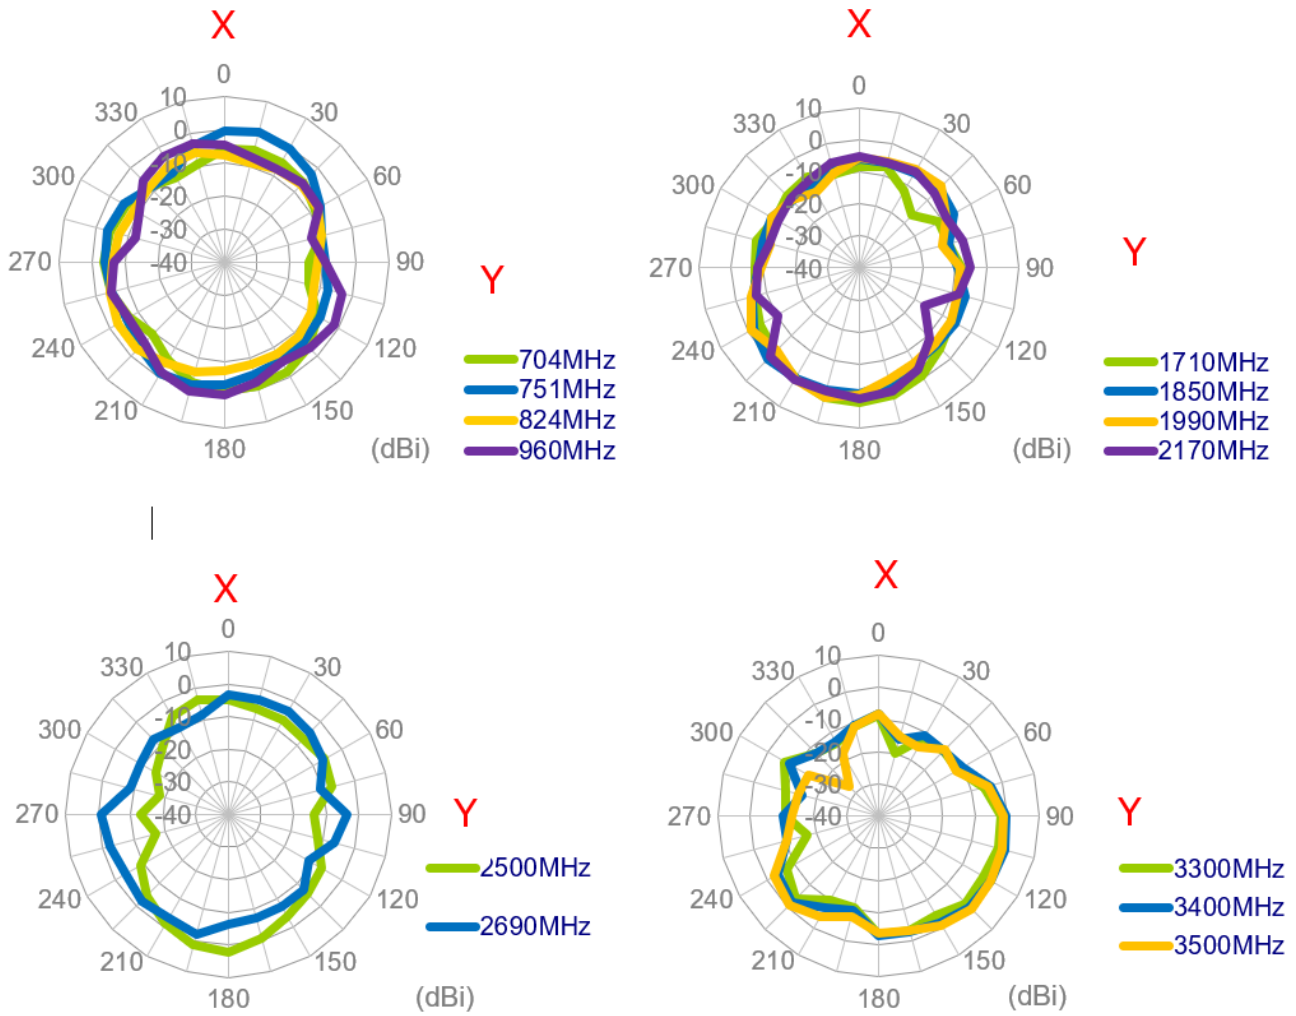 X
0
10
330
30
0
-10
300
60
-20
-30
270
-40
90
Y
240
120
704MHz
751MHz
210
150
824MHz
180
(dBi)
960MHz
X
0
10
330
30
0
-10
300
60
-20
-30
270
-40
90
Y
240
120
1710MHz
1850MHz
210
150
1990MHz
180
(dBi)
2170MHz
X
0
10
330
30
0
-10
300
60
-20
-30
270
-40
90
Y
2500MHz
240
120
2690MHz
210
150
180
(dBi)
X
0
10
330
30
0
-10
300
60
-20
-30
270
-40
90
Y
3300MHz
240
120
3400MHz
3500MHz
210
150
180
(dBi)